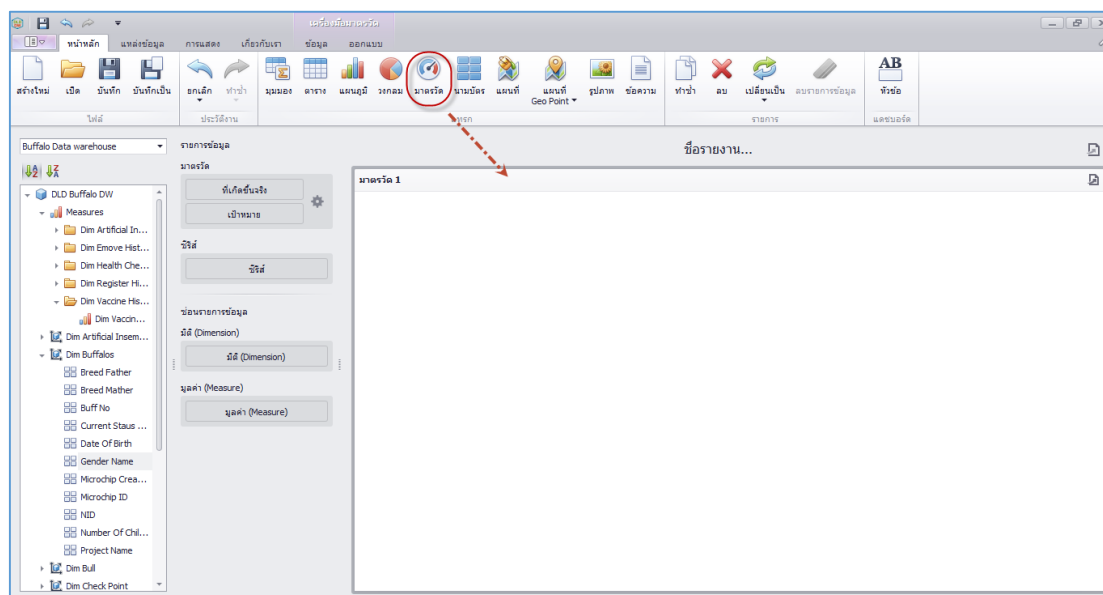 เครื่องมือมาตรวัด
หน้าหลัก แหล่งข้อมูล การแสดง เกี่ยวกับเรา ข้อมูล ออกแบบ
สร้างใหม่ เปิด บันทึก บันทึกเป็น ยกเลิก ทำซ้ำ มุมมอง ตาราง แผนภูมิ วงกลม มาตรวัด นามบัตร แผนที่ แผนที่ Geo Point รูปภาพ ข้อความ ทำซ้ำ ลบ เปลี่ยนเป็น ลบรายการข้อมูล AB หัวข้อ
ไฟล์ ประวัติงาน แทรก รายการ แดชบอร์ด
Buffalo Data warehouse
รายการข้อมูล
ชื่อรายงาน...
มาตรวัด
มาตรวัด 1
ที่เกิดขึ้นจริง
เป้าหมาย
ซีรีส์
ซีรีส์
ซ่อนรายการข้อมูล
มิติ (Dimension)
มิติ (Dimension)
มูลค่า (Measure)
มูลค่า (Measure)
DLD Buffalo DW
Measures
Dim Artificial In...
Dim Emove Hist...
Dim Health Che...
Dim Register Hi...
Dim Vaccine His...
Dim Vaccin...
Dim Artificial Insem...
Dim Buffalos
Breed Father
Breed Mather
Buff No
Current Staus ...
Date Of Birth
Gender Name
Microchip Crea...
Microchip ID
NID
Number Of Chil...
Project Name
Dim Bull
Dim Check Point